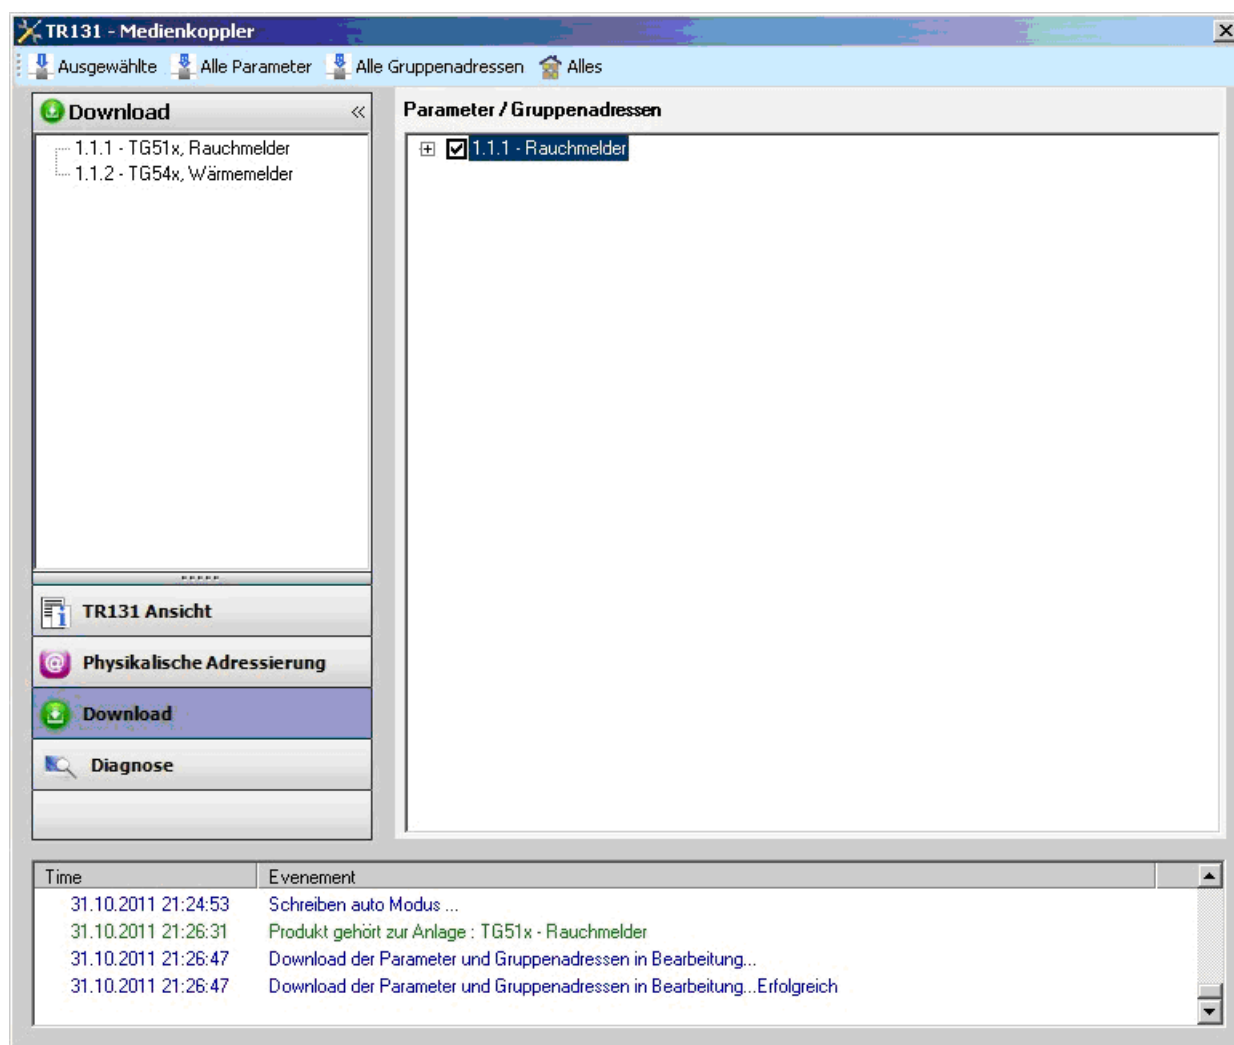 TR131 - Medienkoppler
Ausgewählte Alle Parameter Alle Gruppenadressen Alles
Download
1.1.1 - TG51x, Rauchmelder
1.1.2 - TG54x, Wärmemelder
TR131 Ansicht
Physikalische Adressierung
Download
Diagnose
Parameter / Gruppenadressen
1.1.1 - Rauchmelder
Time Evenement
31.10.2011 21:24:53 Schreiben auto Modus ...
31.10.2011 21:26:31 Produkt gehört zur Anlage : TG51x - Rauchmelder
31.10.2011 21:26:47 Download der Parameter und Gruppenadressen in Bearbeitung...
31.10.2011 21:26:47 Download der Parameter und Gruppenadressen in Bearbeitung...Erfolgreich